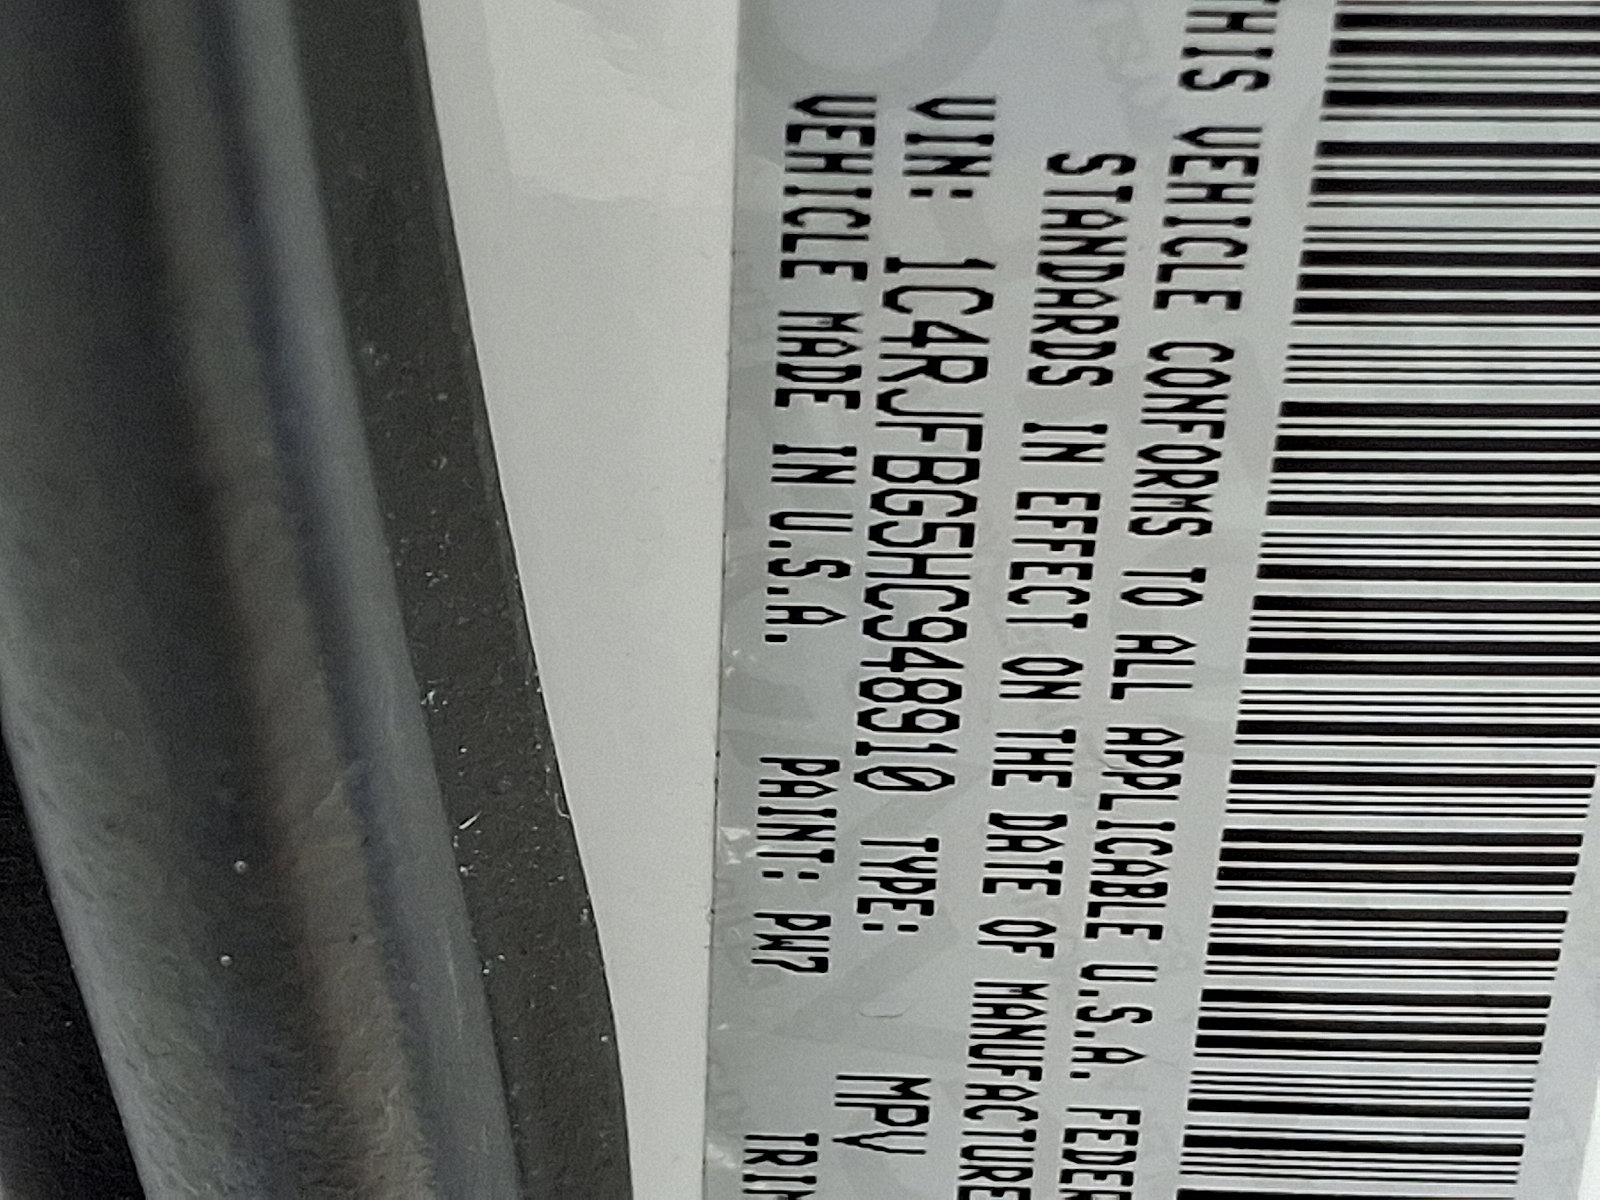 THIS VEHICLE CONFORMS TO ALL APPLICABLE U.S.A. FEDER
STANDARDS IN EFFECT ON THE DATE OF MANUFACTURE
VIN: 1C4RJFBG5HC948910 TYPE: MPV
VEHICLE MADE IN U.S.A. PAINT: PW7 TRIM